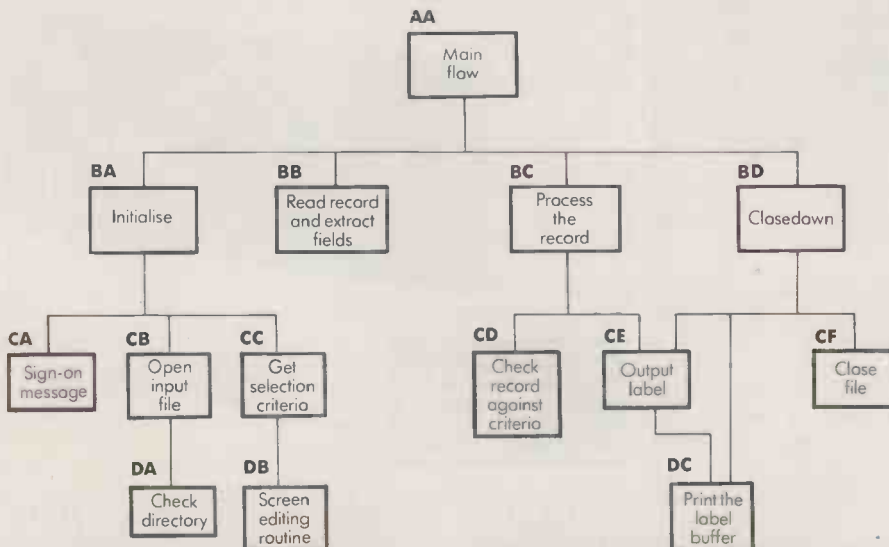 AA
Main
flow
BA
Initialise
BB
Read record
and extract
fields
BC
Process
the
record
BD
Closedown
CA
Sign-on
message
CB
Open
input
file
CC
Get
selection
criteria
CD
Check
record
against
criteria
CE
Output
label
CF
Close
file
DA
Check
directory
DB
Screen
editing
routine
DC
Print the
label
buffer